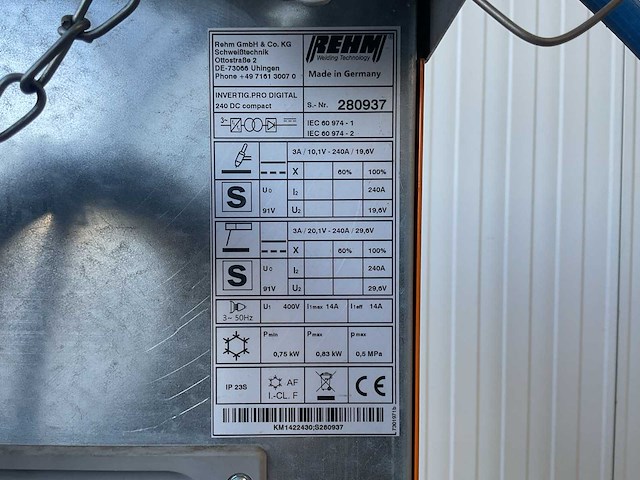 Rehm GmbH & Co. KG
Schweißtechnik
Ottostraße 2
DE-73066 Uhingen
Phone +49 7161 3007 0
REHM
Welding Technology
Made in Germany
INVERTIG.PRO DIGITAL
240 DC compact
S.- Nr. 280937
3~
IEC 60 974 - 1
IEC 60 974 - 2
3A / 10,1V - 240A / 19,6V
X 60% 100%
S U0 I2 240A
91V U2 19,6V
3A / 20,1V - 240A / 29,6V
X 60% 100%
S U0 I2 240A
91V U2 29,6V
U1 400V I1max 14A I1eff 14A
3~ 50Hz
Pmin Pmax pmax
0,75 kW 0,83 kW 0,5 MPa
IP 23S
AF
I.-CL. F
CE
KM1422430;S280937